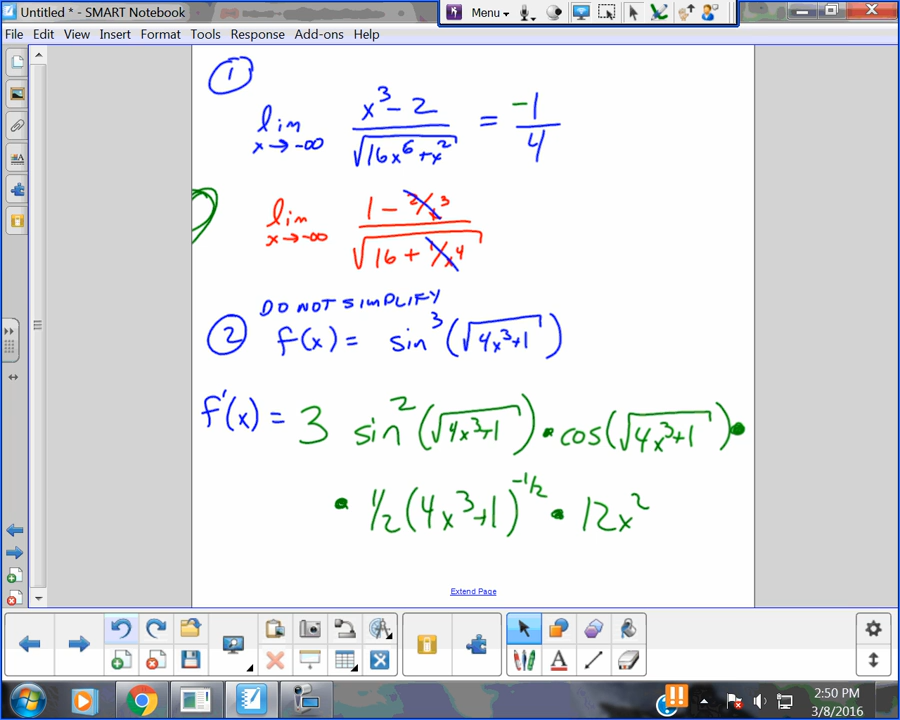 Untitled * - SMART Notebook
Menu
File Edit View Insert Format Tools Response Add-ons Help
1
lim x→-∞ (x³ - 2)/√(16x⁶ + x²) = -1/4
lim x→-∞ (1 - 2/x³)/√(16 + 1/x⁴)
DO NOT SIMPLIFY
2 f(x) = sin³(√(4x³+1))
f'(x) = 3 sin²(√(4x³+1)) • cos(√(4x³+1)) •
• 1/2(4x³+1)^(-1/2) • 12x²
Extend Page
2:50 PM
3/8/2016